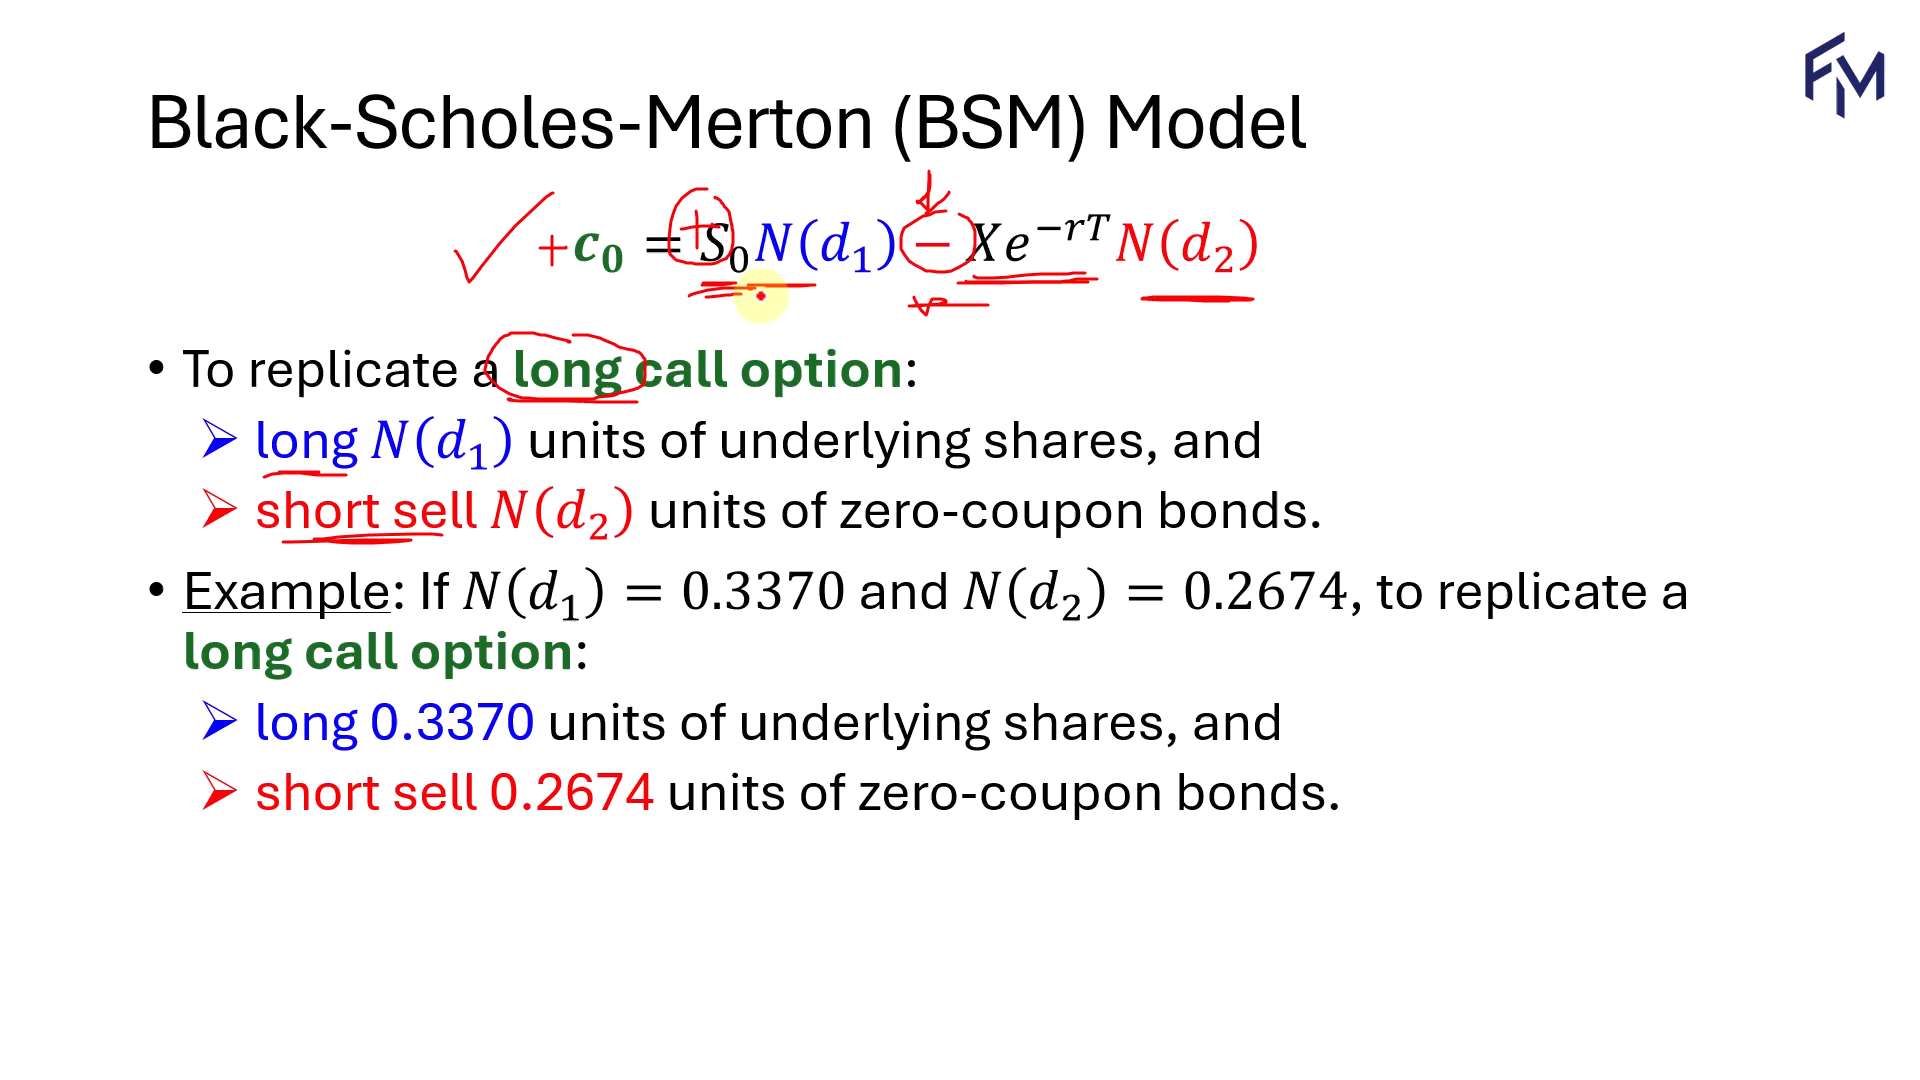 FM
Black-Scholes-Merton (BSM) Model
+c₀ = +S₀N(d₁) − Xe^−rT N(d₂)
• To replicate a long call option:
➢ long N(d₁) units of underlying shares, and
➢ short sell N(d₂) units of zero-coupon bonds.
• Example: If N(d₁) = 0.3370 and N(d₂) = 0.2674, to replicate a
long call option:
➢ long 0.3370 units of underlying shares, and
➢ short sell 0.2674 units of zero-coupon bonds.